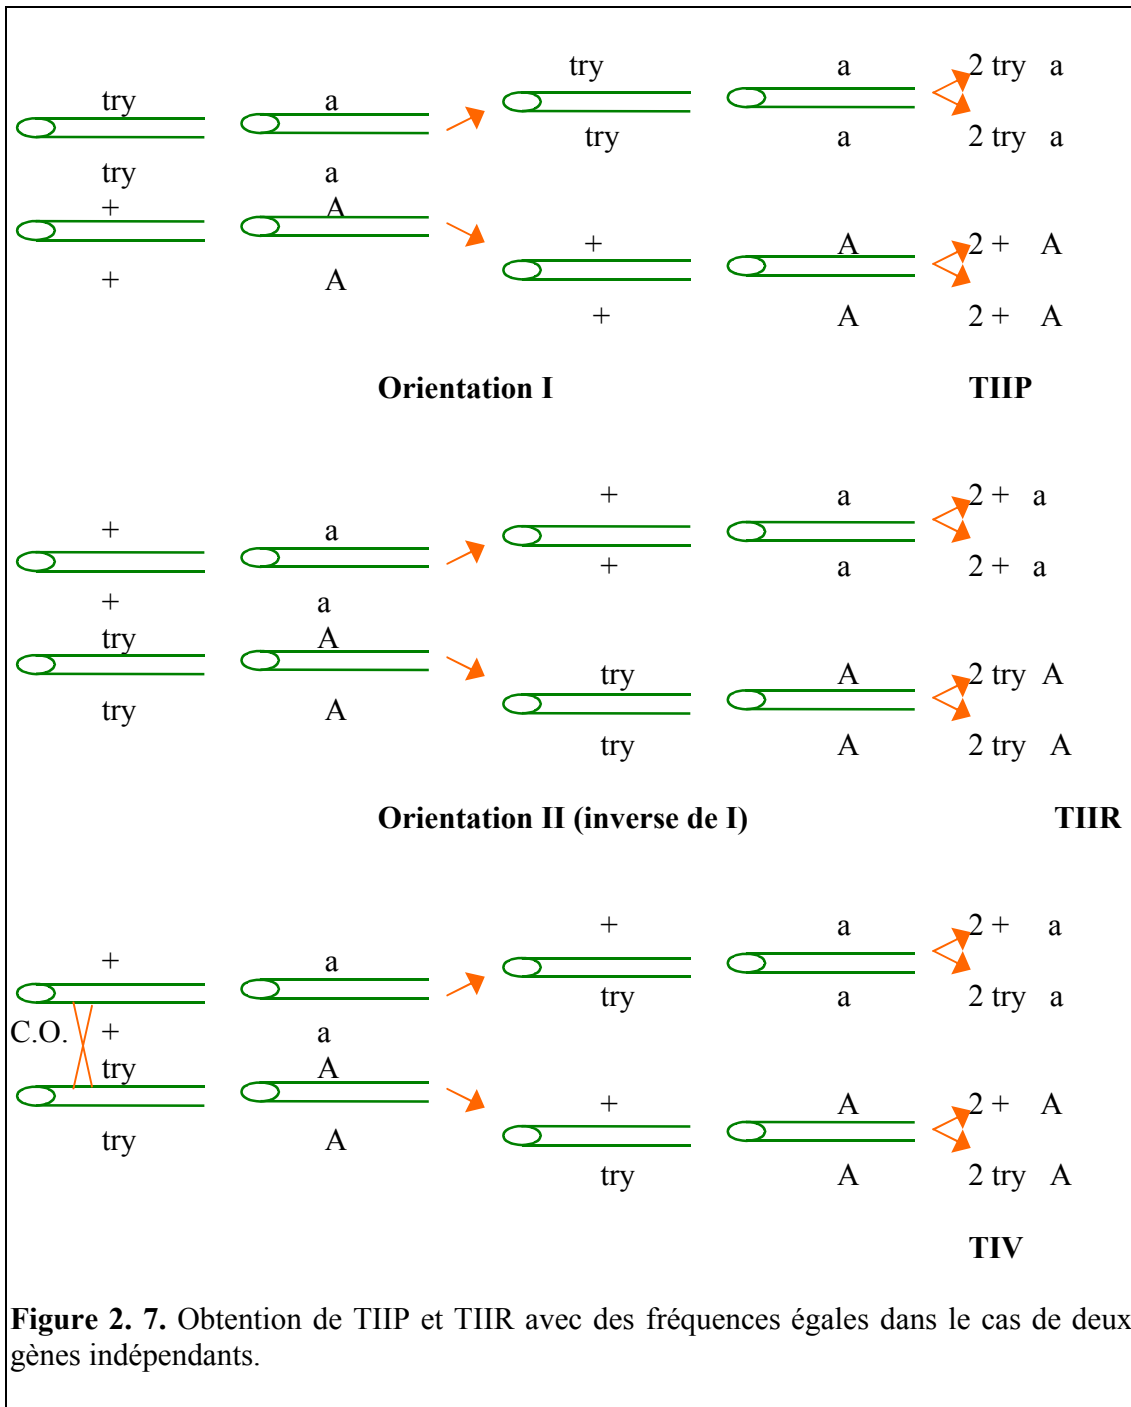 try a 2 try a
try a
try a 2 try a
try a
+ A
+ A 2 + A
+ A
+ A 2 + A
Orientation I TIIP
+ a 2 + a
+ a
+ a 2 + a
+ a
try A
try A 2 try A
try A
try A 2 try A
Orientation II (inverse de I) TIIR
+ a 2 + a
+ a
try a 2 try a
C.O. + a
try A
+ A 2 + A
try A
try A 2 try A
TIV
Figure 2. 7. Obtention de TIIP et TIIR avec des fréquences égales dans le cas de deux
gènes indépendants.